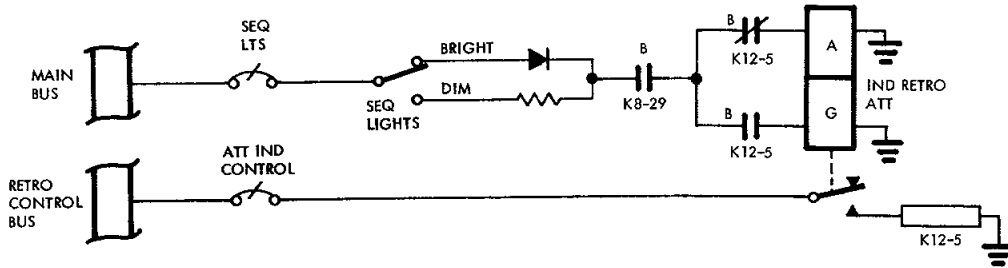 SEQ
LTS
MAIN
BUS
BRIGHT
DIM
SEQ
LIGHTS
B
K8-29
B
K12-5
A
IND RETRO
ATT
B
K12-5
G
RETRO
CONTROL
BUS
ATT IND
CONTROL
K12-5